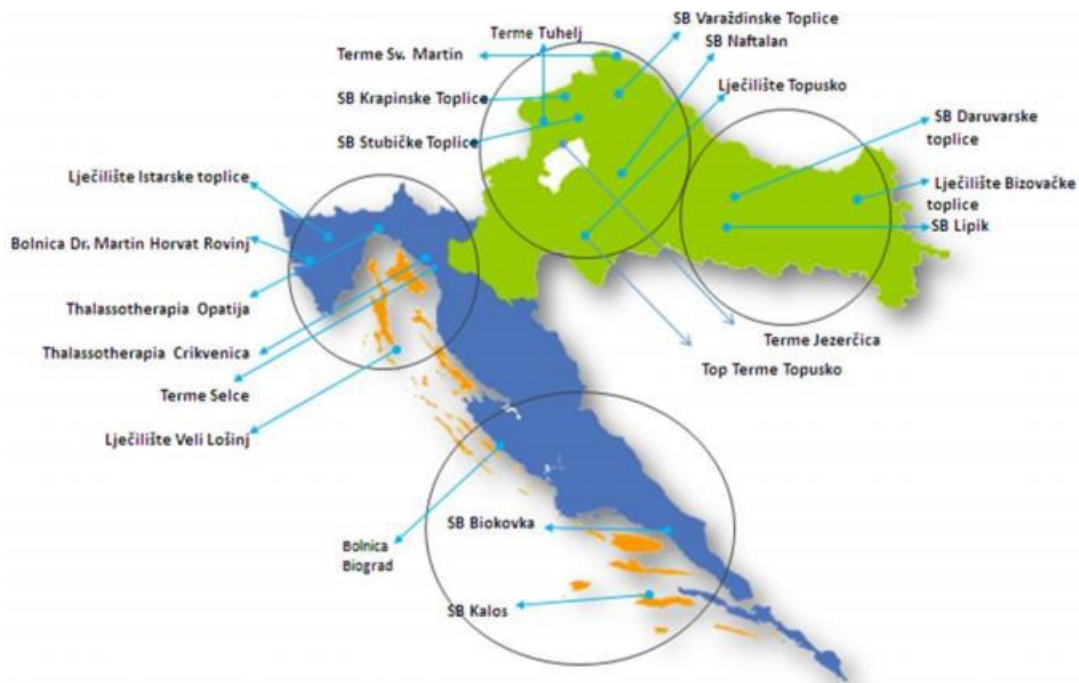 SB Varaždinske Toplice
Terme Tuhelj
SB Naftalan
Terme Sv. Martin
Lječilište Topusko
SB Krapinske Toplice
SB Daruvarske
toplice
SB Stubičke Toplice
Lječilište Istarske toplice
Lječilište Bizovačke
toplice
SB Lipik
Bolnica Dr. Martin Horvat Rovinj
Thalassotherapia Opatija
Terme Jezerčica
Thalassotherapia Crikvenica
Top Terme Topusko
Terme Selce
Lječilište Veli Lošinj
SB Biokovka
Bolnica
Biograd
SB Kalos